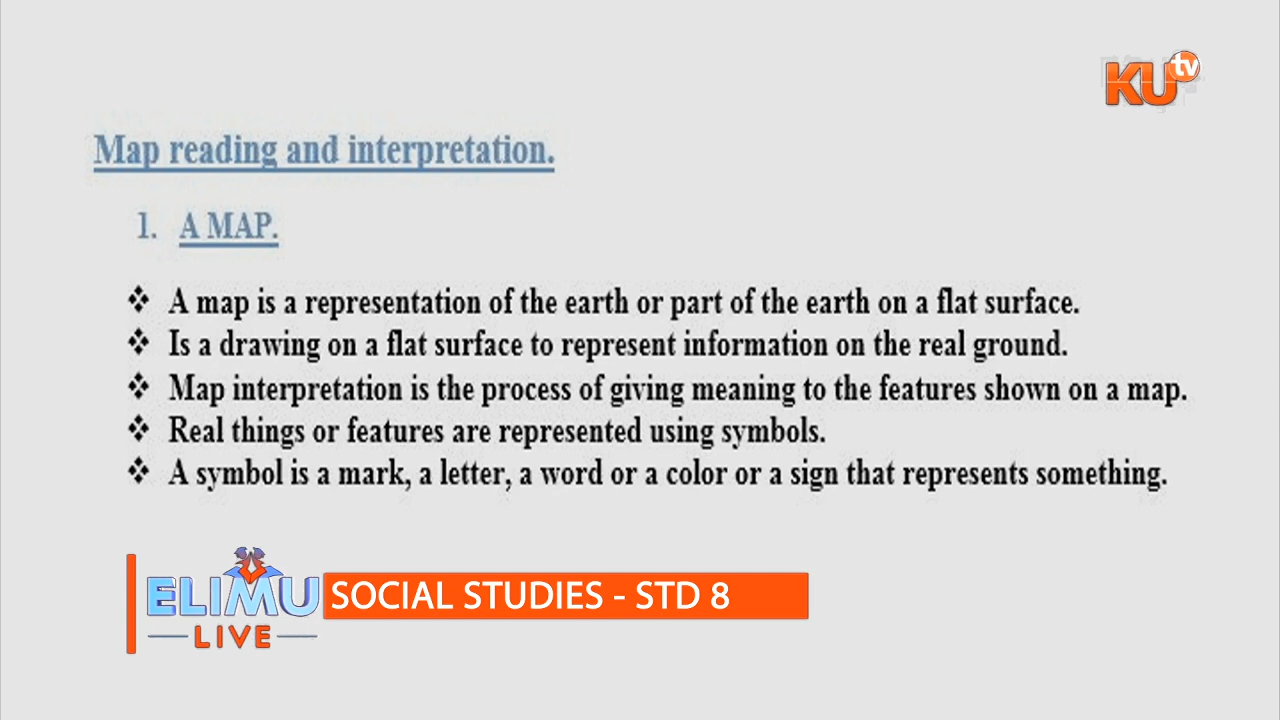 KU tv
Map reading and interpretation.
1. A MAP.
❖ A map is a representation of the earth or part of the earth on a flat surface.
❖ Is a drawing on a flat surface to represent information on the real ground.
❖ Map interpretation is the process of giving meaning to the features shown on a map.
❖ Real things or features are represented using symbols.
❖ A symbol is a mark, a letter, a word or a color or a sign that represents something.
ELIMU
LIVE
SOCIAL STUDIES - STD 8